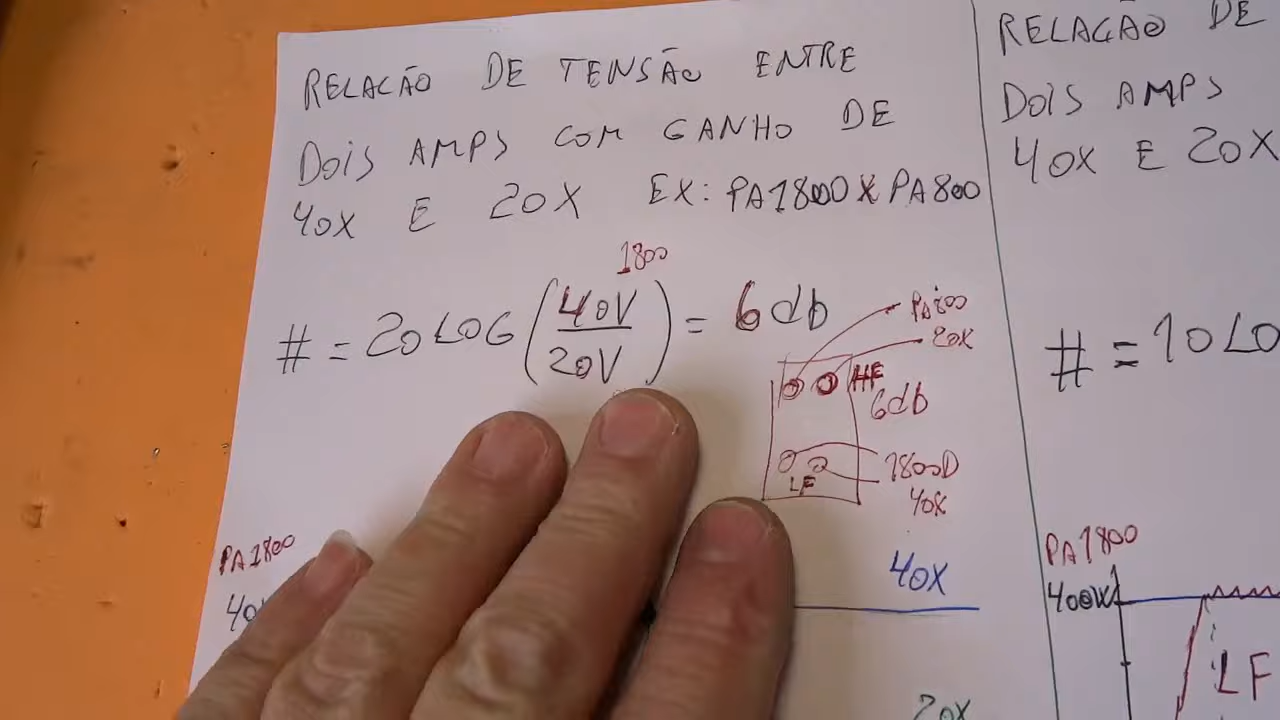 RELACÃO DE TENSÃO ENTRE
DOIS AMPS COM GANHO DE
40X E 20X EX: PA1800 X PA800
1800
# = 20 LOG (40V / 20V) = 6db
20X
HF
6db
1800D
LF
40X
PA1800
40X
20X
RELAÇÃO DE
DOIS AMPS
40X E 20X
# = 10 LO
PA1800
400W
LF